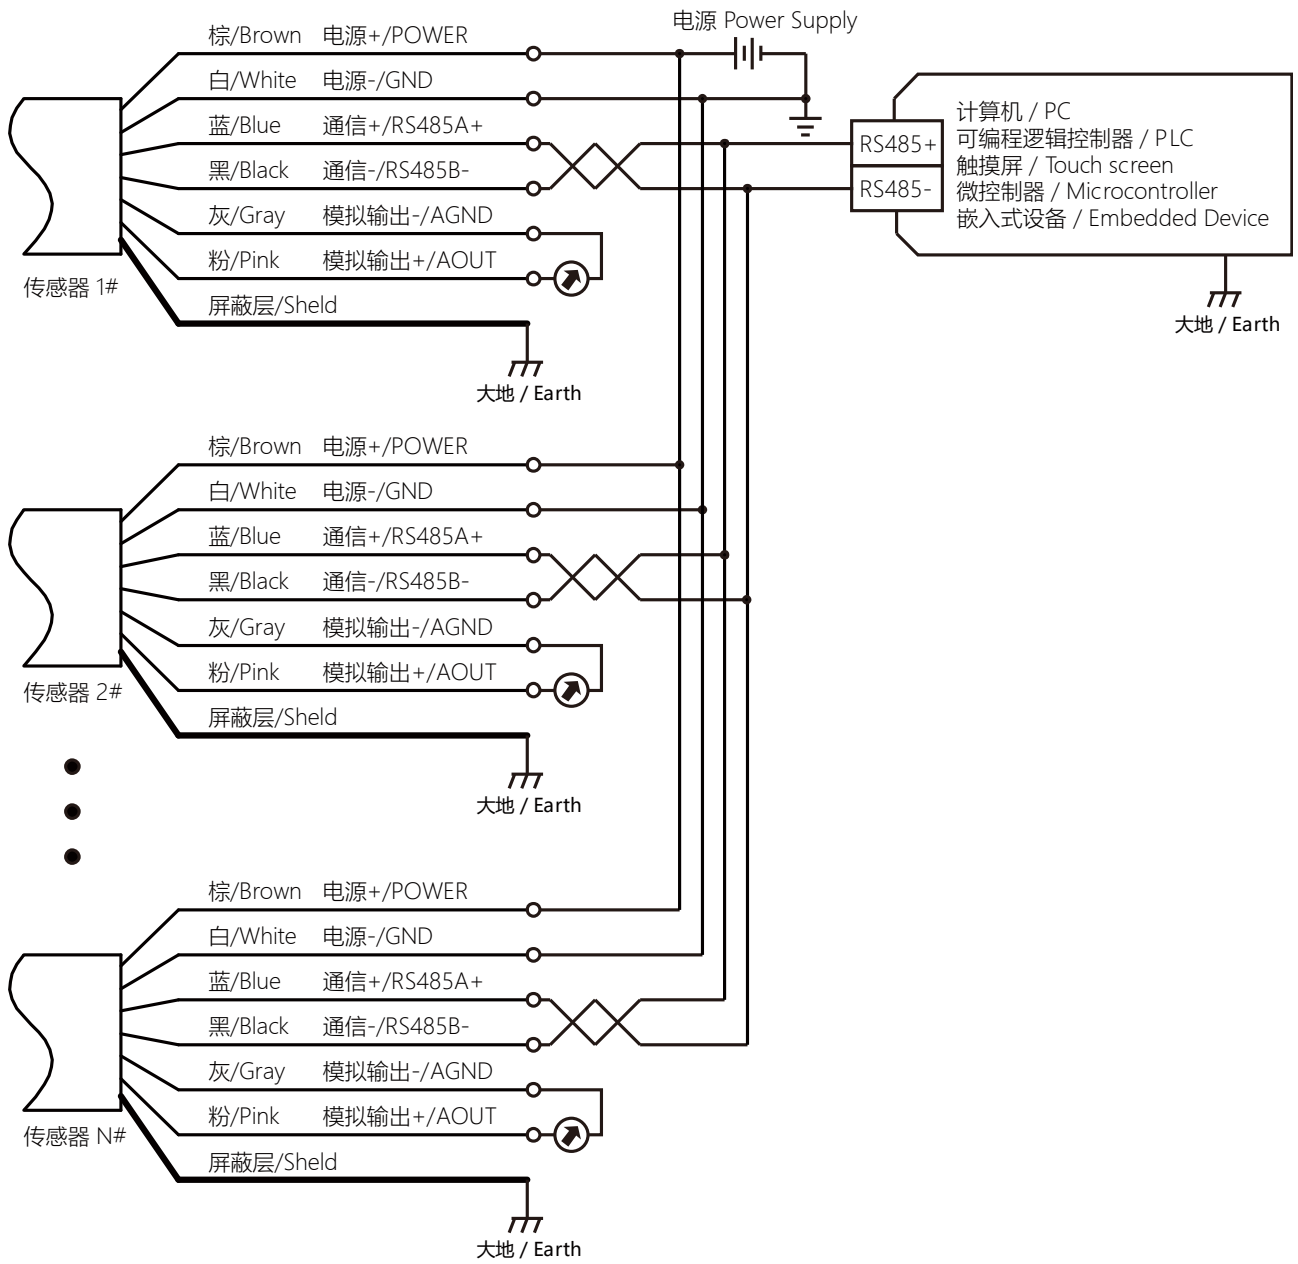 电源 Power Supply
棕/Brown 电源+/POWER
白/White 电源-/GND
蓝/Blue 通信+/RS485A+
黑/Black 通信-/RS485B-
灰/Gray 模拟输出-/AGND
粉/Pink 模拟输出+/AOUT
屏蔽层/Sheld
传感器 1#
大地 / Earth
RS485+
RS485-
计算机 / PC
可编程逻辑控制器 / PLC
触摸屏 / Touch screen
微控制器 / Microcontroller
嵌入式设备 / Embedded Device
大地 / Earth
棕/Brown 电源+/POWER
白/White 电源-/GND
蓝/Blue 通信+/RS485A+
黑/Black 通信-/RS485B-
灰/Gray 模拟输出-/AGND
粉/Pink 模拟输出+/AOUT
屏蔽层/Sheld
传感器 2#
大地 / Earth
棕/Brown 电源+/POWER
白/White 电源-/GND
蓝/Blue 通信+/RS485A+
黑/Black 通信-/RS485B-
灰/Gray 模拟输出-/AGND
粉/Pink 模拟输出+/AOUT
屏蔽层/Sheld
传感器 N#
大地 / Earth